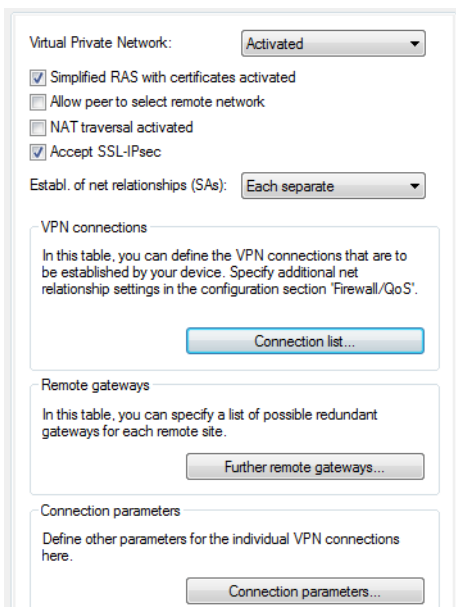 Virtual Private Network: Activated
Simplified RAS with certificates activated
Allow peer to select remote network
NAT traversal activated
Accept SSL-IPsec
Establ. of net relationships (SAs): Each separate
VPN connections
In this table, you can define the VPN connections that are to
be established by your device. Specify additional net
relationship settings in the configuration section 'Firewall/QoS'.
Connection list...
Remote gateways
In this table, you can specify a list of possible redundant
gateways for each remote site.
Further remote gateways...
Connection parameters
Define other parameters for the individual VPN connections
here.
Connection parameters...